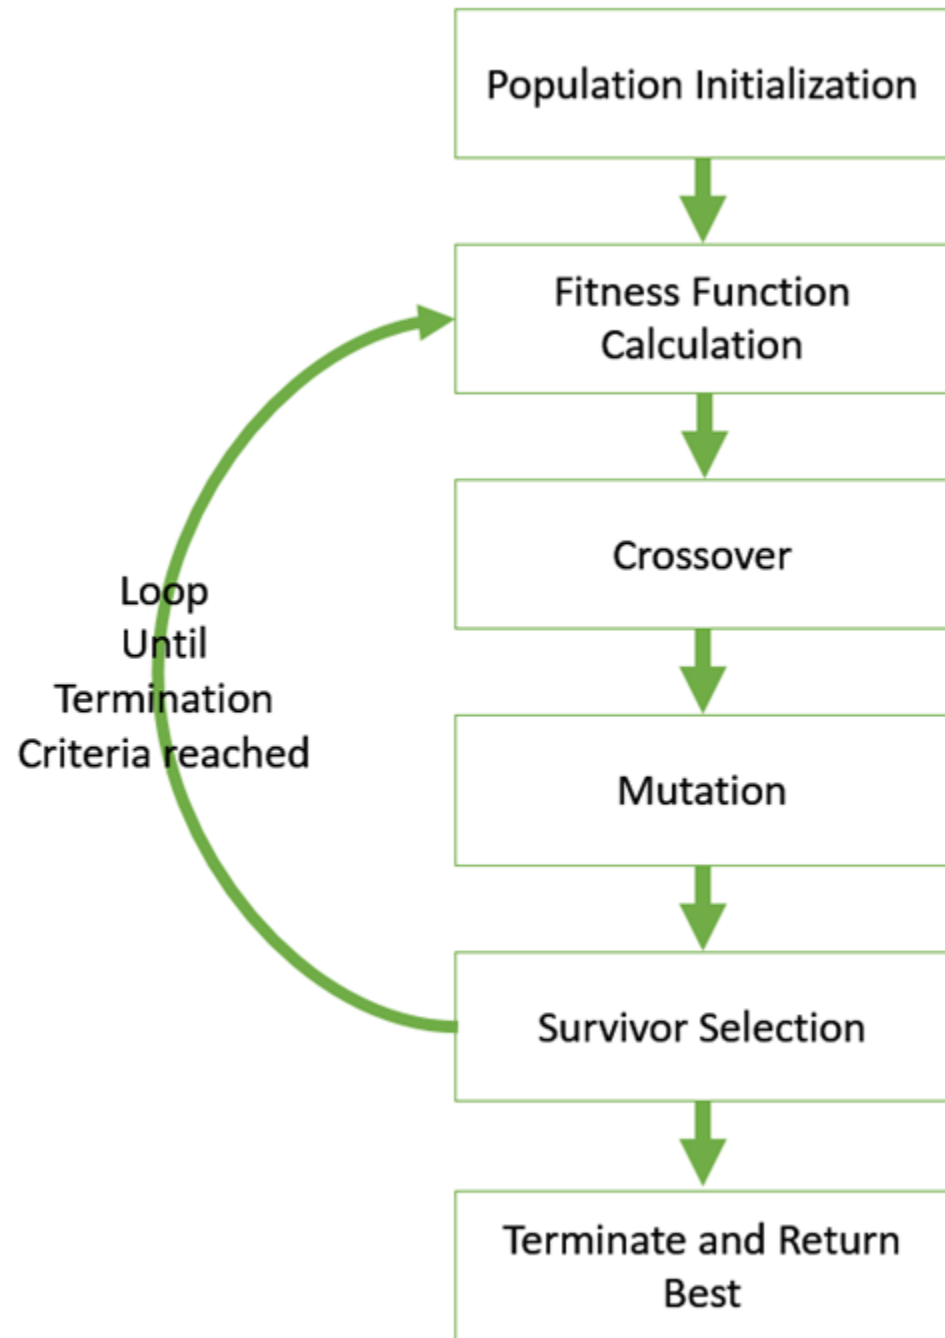 Population Initialization
Fitness Function
Calculation
Crossover
Loop
Until
Termination
Criteria reached
Mutation
Survivor Selection
Terminate and Return
Best